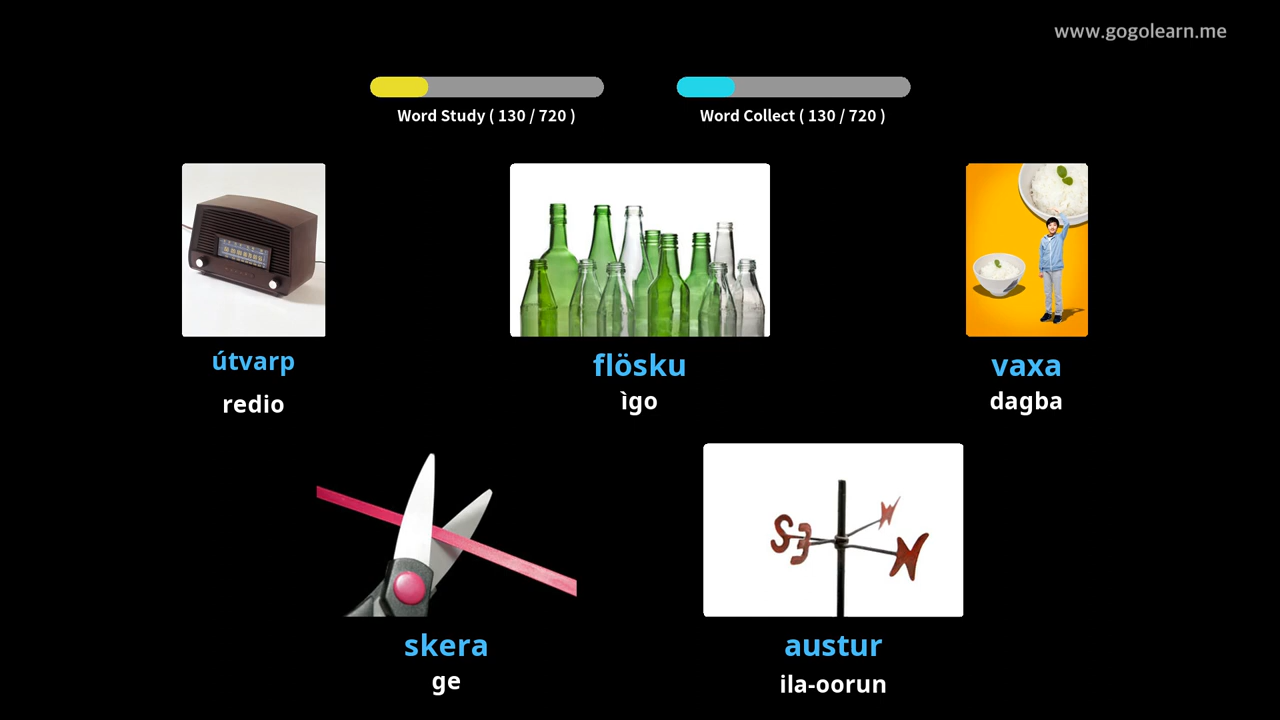 www.gogolearn.me
Word Study ( 130 / 720 )
Word Collect ( 130 / 720 )
útvarp
redio
flösku
ìgo
vaxa
dagba
skera
ge
austur
ila-oorun
S
E
N